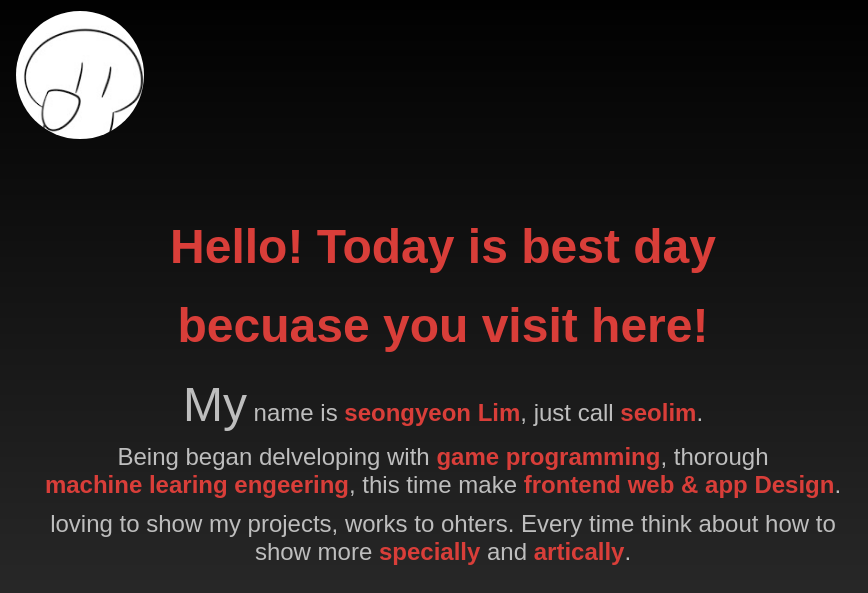 Hello! Today is best day
becuase you visit here!
My name is seongyeon Lim, just call seolim.
Being began delveloping with game programming, thorough
machine learing engeering, this time make frontend web & app Design.
loving to show my projects, works to ohters. Every time think about how to
show more specially and artically.